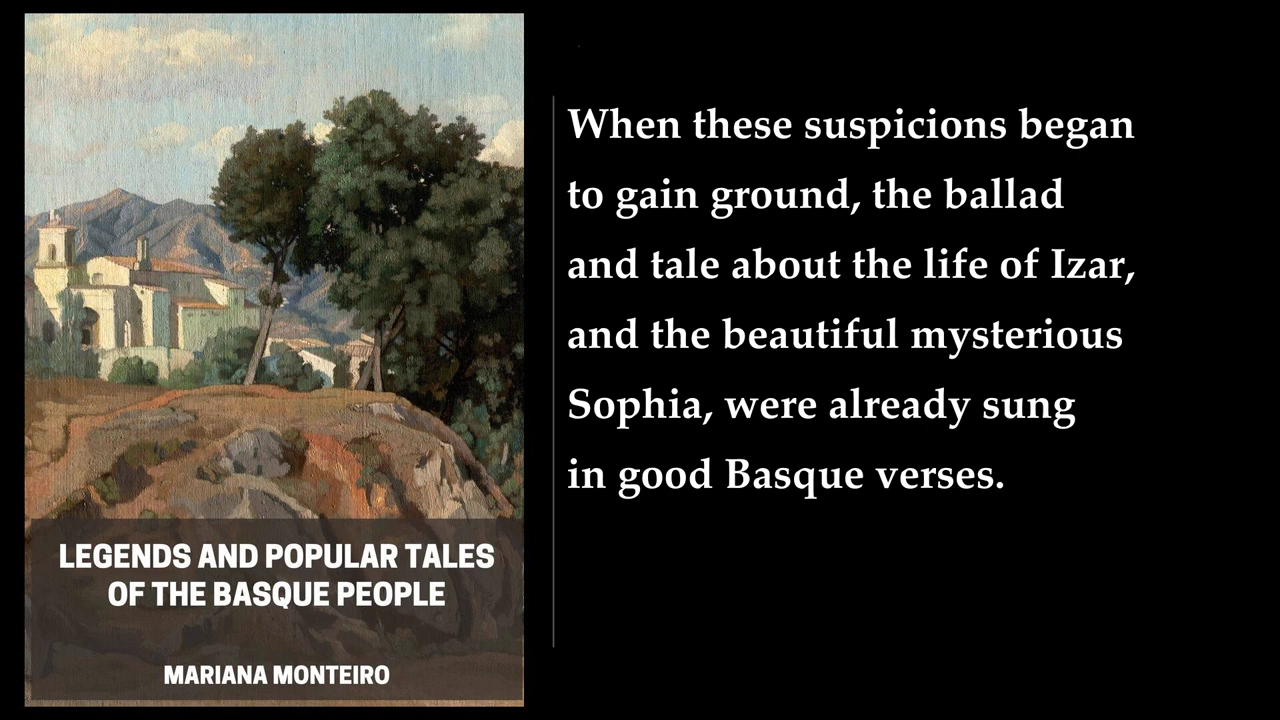 When these suspicions began
to gain ground, the ballad
and tale about the life of Izar,
and the beautiful mysterious
Sophia, were already sung
in good Basque verses.
LEGENDS AND POPULAR TALES
OF THE BASQUE PEOPLE
MARIANA MONTEIRO